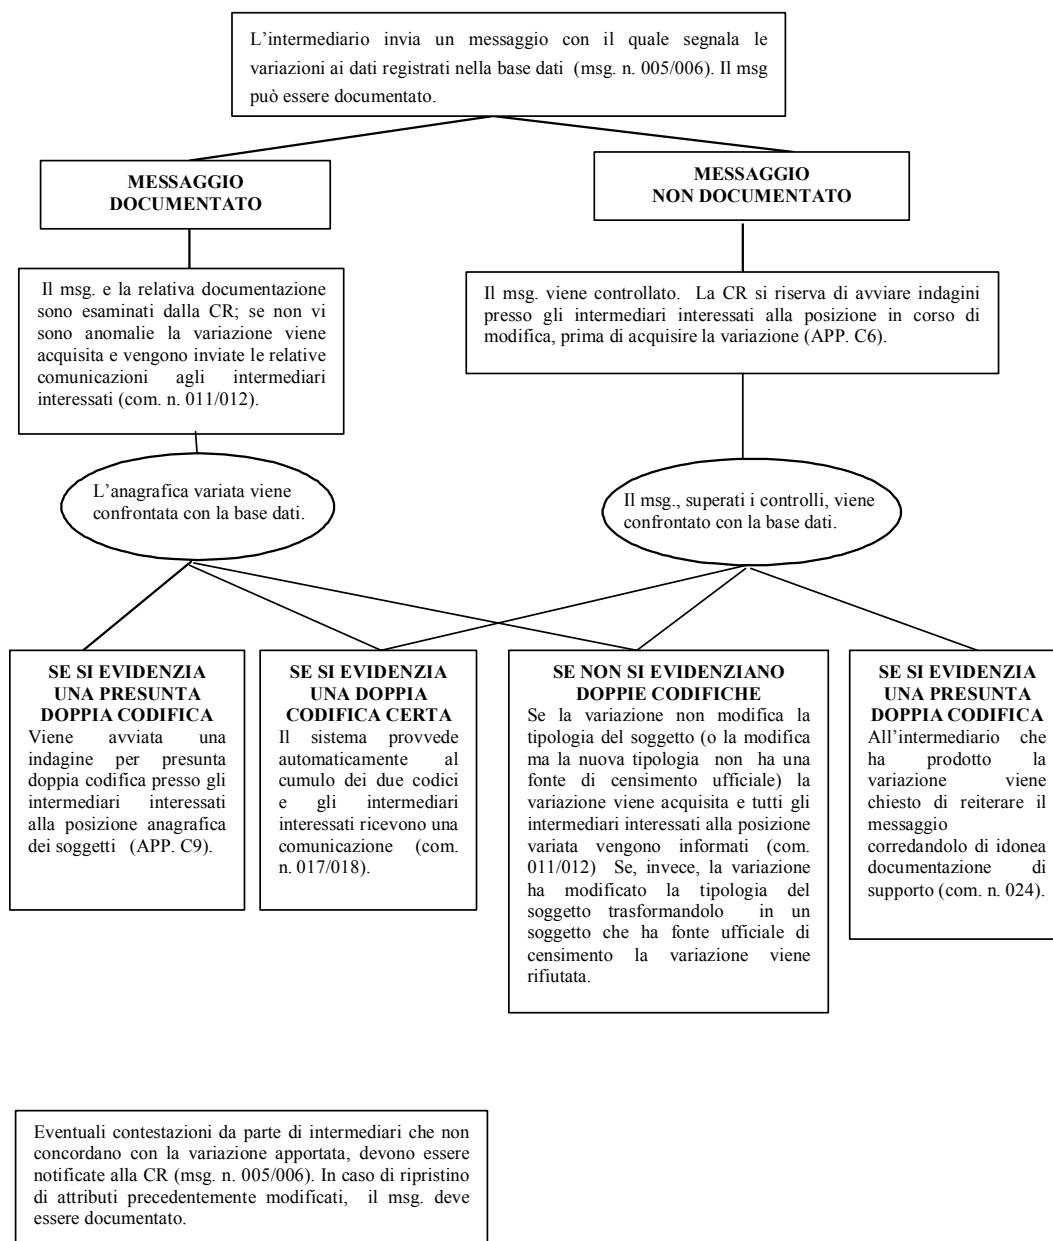 L'intermediario invia un messaggio con il quale segnala le
variazioni ai dati registrati nella base dati (msg. n. 005/006). Il msg
può essere documentato.
MESSAGGIO
DOCUMENTATO
MESSAGGIO
NON DOCUMENTATO
Il msg. e la relativa documentazione
sono esaminati dalla CR; se non vi
sono anomalie la variazione viene
acquisita e vengono inviate le relative
comunicazioni agli intermediari
interessati (com. n. 011/012).
Il msg. viene controllato. La CR si riserva di avviare indagini
presso gli intermediari interessati alla posizione in corso di
modifica, prima di acquisire la variazione (APP. C6).
L'anagrafica variata viene
confrontata con la base dati.
Il msg., superati i controlli, viene
confrontato con la base dati.
SE SI EVIDENZIA
UNA PRESUNTA
DOPPIA CODIFICA
Viene avviata una
indagine per presunta
doppia codifica presso gli
intermediari interessati
alla posizione anagrafica
dei soggetti (APP. C9).
SE SI EVIDENZIA
UNA DOPPIA
CODIFICA CERTA
Il sistema provvede
automaticamente al
cumulo dei due codici
e gli intermediari
interessati ricevono una
comunicazione (com.
n. 017/018).
SE NON SI EVIDENZIANO
DOPPIE CODIFICHE
Se la variazione non modifica la
tipologia del soggetto (o la modifica
ma la nuova tipologia non ha una
fonte di censimento ufficiale) la
variazione viene acquisita e tutti gli
intermediari interessati alla posizione
variata vengono informati (com.
011/012) Se, invece, la variazione
ha modificato la tipologia del
soggetto trasformandolo in un
soggetto che ha fonte ufficiale di
censimento la variazione viene
rifiutata.
SE SI EVIDENZIA
UNA PRESUNTA
DOPPIA CODIFICA
All'intermediario che
ha prodotto la
variazione viene
chiesto di reiterare il
messaggio
corredandolo di idonea
documentazione di
supporto (com. n. 024).
Eventuali contestazioni da parte di intermediari che non
concordano con la variazione apportata, devono essere
notificate alla CR (msg. n. 005/006). In caso di ripristino
di attributi precedentemente modificati, il msg. deve
essere documentato.